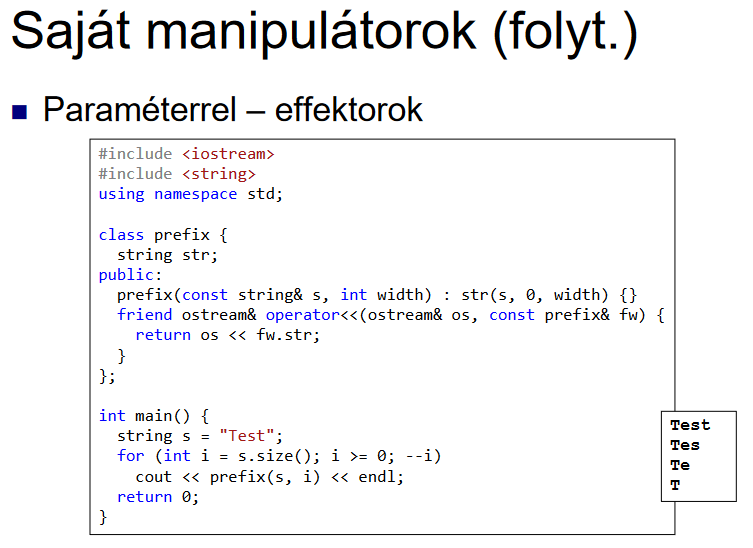 Saját manipulátorok (folyt.)
Paraméterrel – effektorok
#include <iostream>
#include <string>
using namespace std;
class prefix {
string str;
public:
prefix(const string& s, int width) : str(s, 0, width) {}
friend ostream& operator<<(ostream& os, const prefix& fw) {
return os << fw.str;
}
};
int main() {
string s = "Test";
for (int i = s.size(); i >= 0; --i)
cout << prefix(s, i) << endl;
return 0;
}
Test
Tes
Te
T